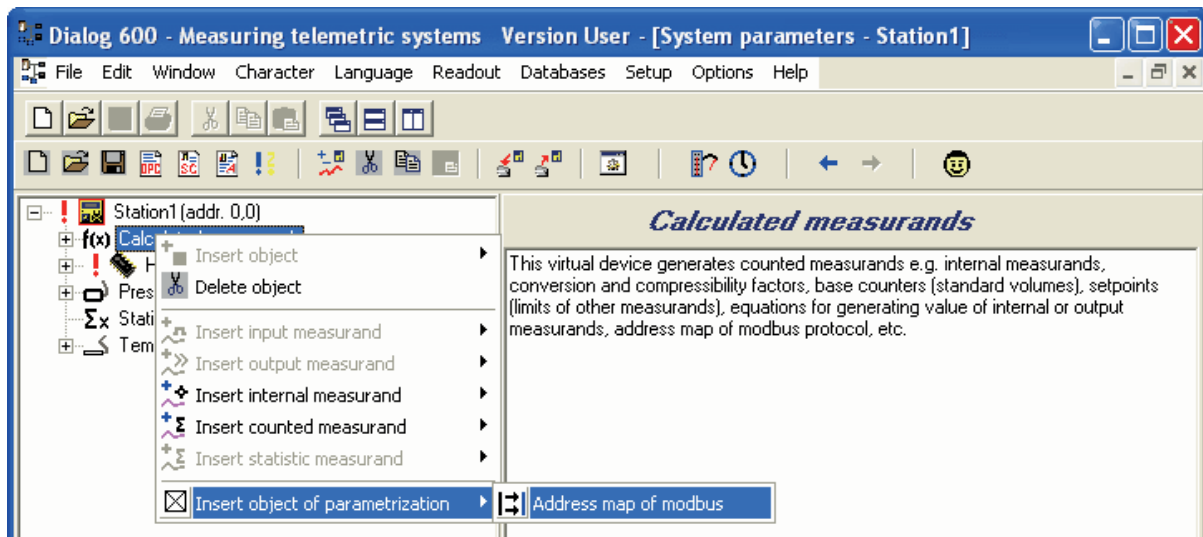 Dialog 600 - Measuring telemetric systems Version User - [System parameters - Station1]
File Edit Window Character Language Readout Databases Setup Options Help
Station1 (addr. 0,0)
f(x)
Pres
Σx Stati
Tem
Insert object
Delete object
Insert input measurand
Insert output measurand
Insert internal measurand
Insert counted measurand
Insert statistic measurand
Insert object of parametrization
Address map of modbus
Calculated measurands
This virtual device generates counted measurands e.g. internal measurands,
conversion and compressibility factors, base counters (standard volumes), setpoints
(limits of other measurands), equations for generating value of internal or output
measurands, address map of modbus protocol, etc.